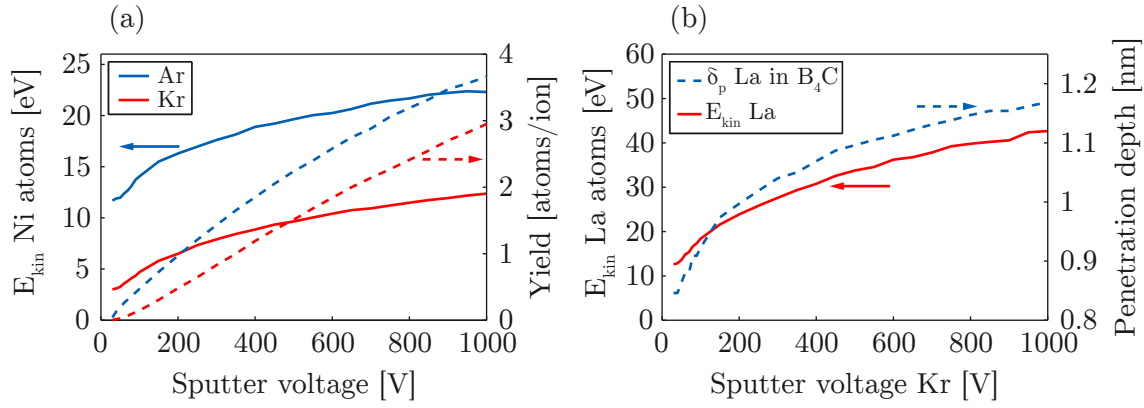 (a)
E_kin Ni atoms [eV]
25
20
15
10
5
0
Ar
Kr
4
3
2
1
0
Yield [atoms/ion]
0 200 400 600 800 1000
Sputter voltage [V]
(b)
E_kin La atoms [eV]
60
50
40
30
20
10
0
δ_p La in B_4C
E_kin La
1.2
1.1
1
0.9
0.8
Penetration depth [nm]
0 200 400 600 800 1000
Sputter voltage Kr [V]